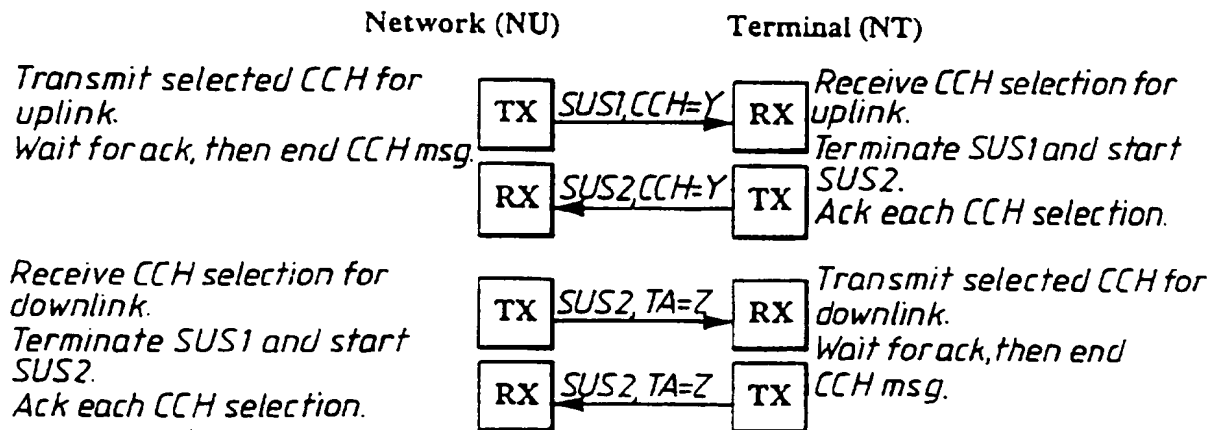 Network (NU)
Terminal (NT)
Transmit selected CCH for
uplink.
Wait for ack, then end CCH msg.
TX
SUS1, CCH=Y
RX
Receive CCH selection for
uplink.
Terminate SUS1 and start
SUS2.
Ack each CCH selection.
RX
SUS2, CCH=Y
TX
Receive CCH selection for
downlink.
Terminate SUS1 and start
SUS2.
Ack each CCH selection.
TX
SUS2, TA=Z
RX
Transmit selected CCH for
downlink.
Wait for ack, then end
CCH msg.
RX
SUS2, TA=Z
TX